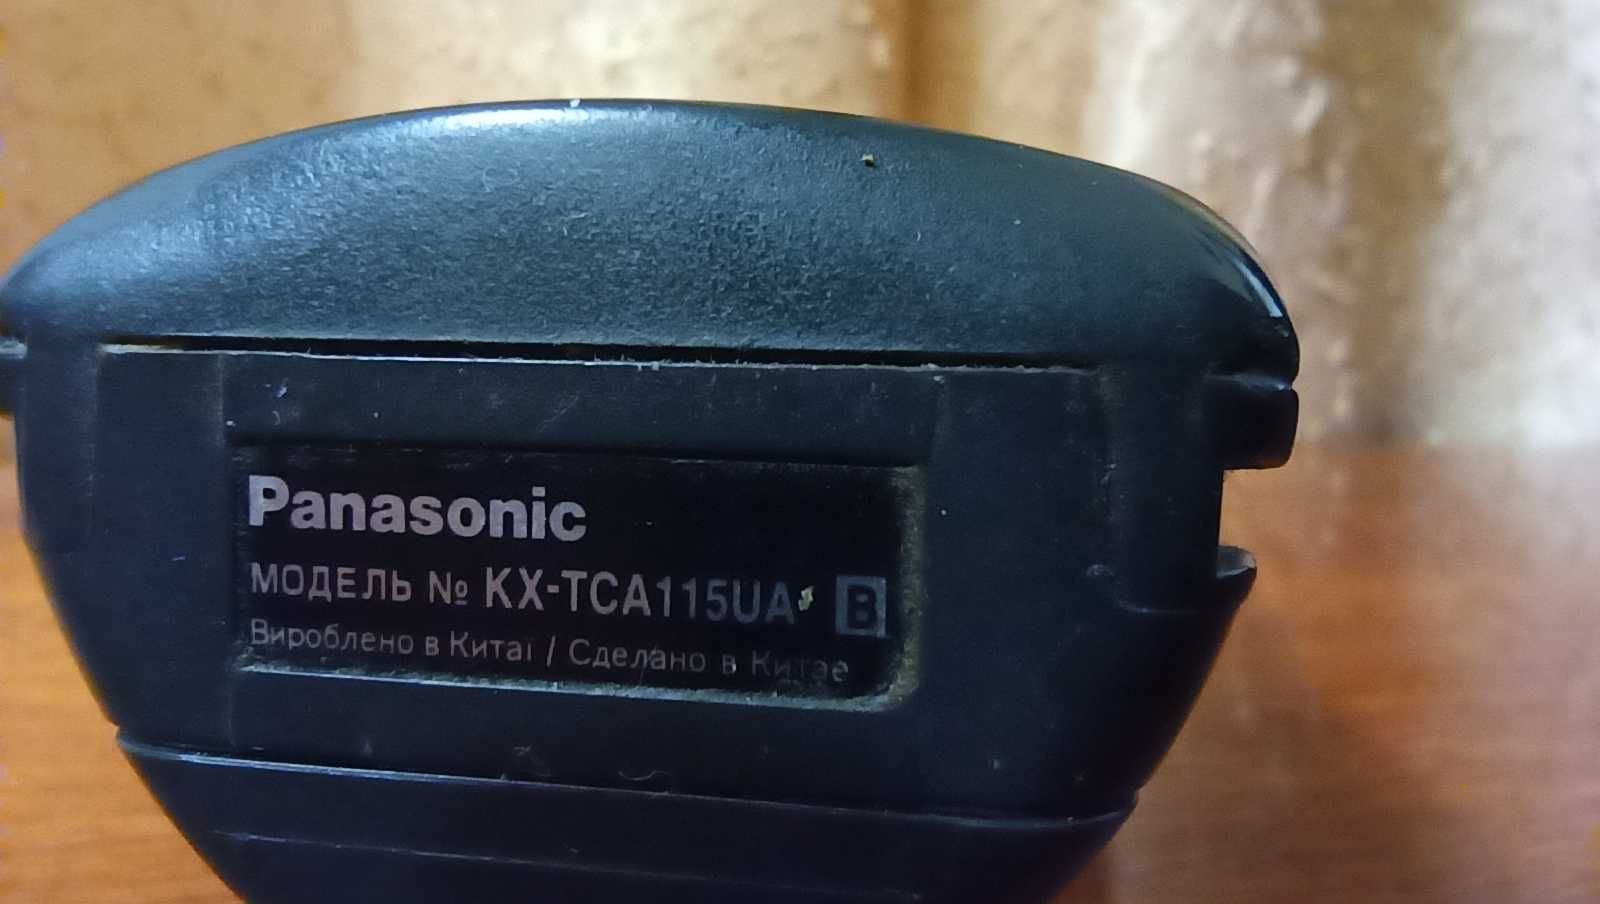 Panasonic
МОДЕЛЬ № KX-TCA115UA B
Вироблено в Китаї / Сделано в Китае